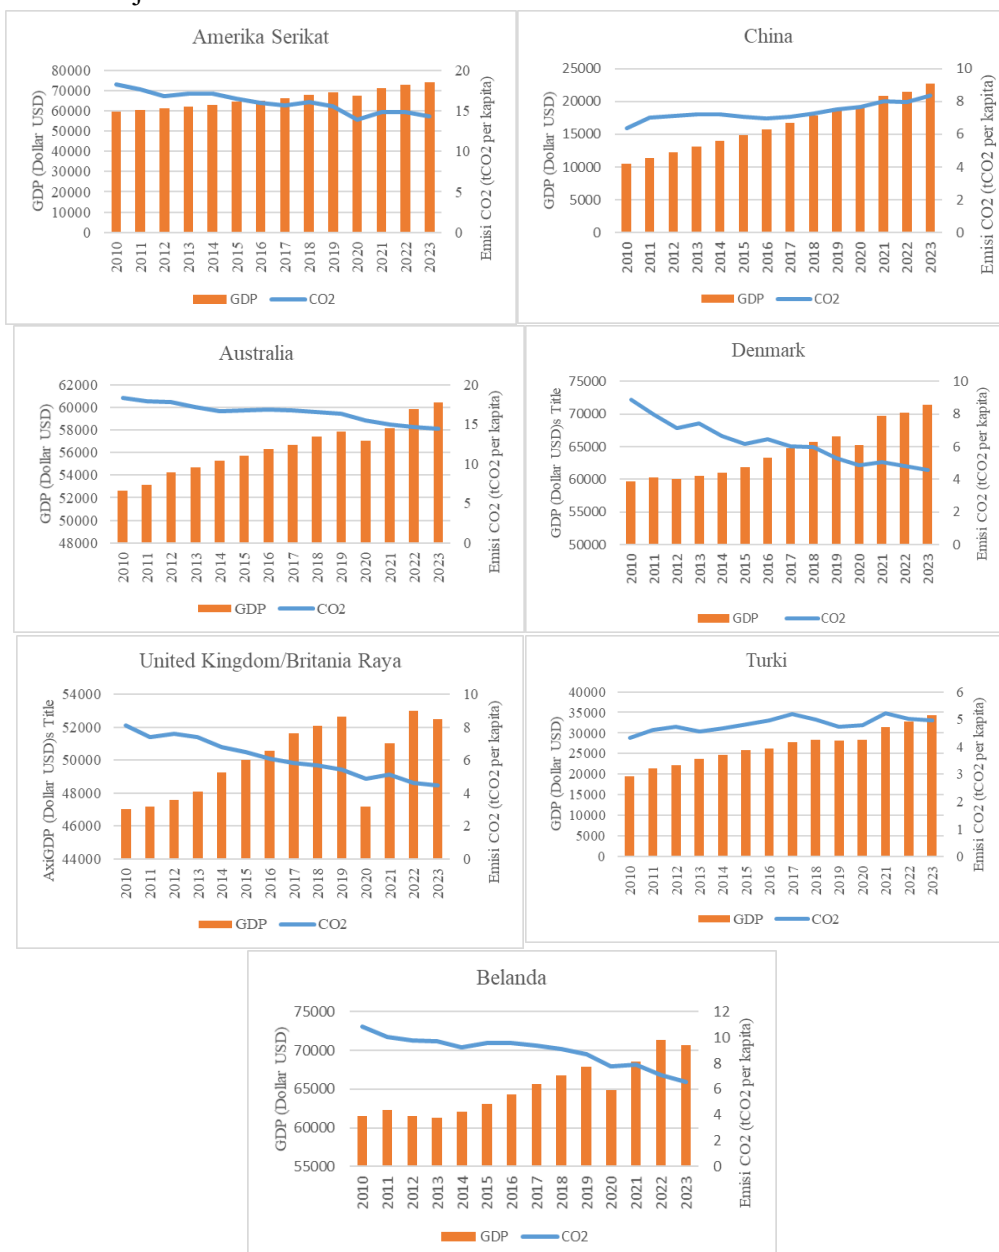 Amerika Serikat
GDP (Dollar USD)
80000
70000
60000
50000
40000
30000
20000
10000
0
20
15
10
5
0
Emisi CO2 (tCO2 per kapita)
2010 2011 2012 2013 2014 2015 2016 2017 2018 2019 2020 2021 2022 2023
GDP CO2
China
GDP (Dollar USD)
25000
20000
15000
10000
5000
0
10
8
6
4
2
0
Emisi CO2 (tCO2 per kapita)
2010 2011 2012 2013 2014 2015 2016 2017 2018 2019 2020 2021 2022 2023
GDP CO2
Australia
GDP (Dollar USD)
62000
60000
58000
56000
54000
52000
50000
48000
20
15
10
5
0
Emisi CO2 (tCO2 per kapita)
2010 2011 2012 2013 2014 2015 2016 2017 2018 2019 2020 2021 2022 2023
GDP CO2
Denmark
GDP (Dollar USD)s Title
75000
70000
65000
60000
55000
50000
10
8
6
4
2
0
Emisi CO2 (tCO2 per kapita)
2010 2011 2012 2013 2014 2015 2016 2017 2018 2019 2020 2021 2022 2023
GDP CO2
United Kingdom/Britania Raya
AxiGDP (Dollar USD)s Title
54000
52000
50000
48000
46000
44000
10
8
6
4
2
0
Emisi CO2 (tCO2 per kapita)
2010 2011 2012 2013 2014 2015 2016 2017 2018 2019 2020 2021 2022 2023
GDP CO2
Turki
GDP (Dollar USD)
40000
35000
30000
25000
20000
15000
10000
5000
0
6
5
4
3
2
1
0
Emisi CO2 (tCO2 per kapita)
2010 2011 2012 2013 2014 2015 2016 2017 2018 2019 2020 2021 2022 2023
GDP CO2
Belanda
GDP (Dollar USD)
75000
70000
65000
60000
55000
12
10
8
6
4
2
0
Emisi CO2 (tCO2 per kapita)
2010 2011 2012 2013 2014 2015 2016 2017 2018 2019 2020 2021 2022 2023
GDP CO2